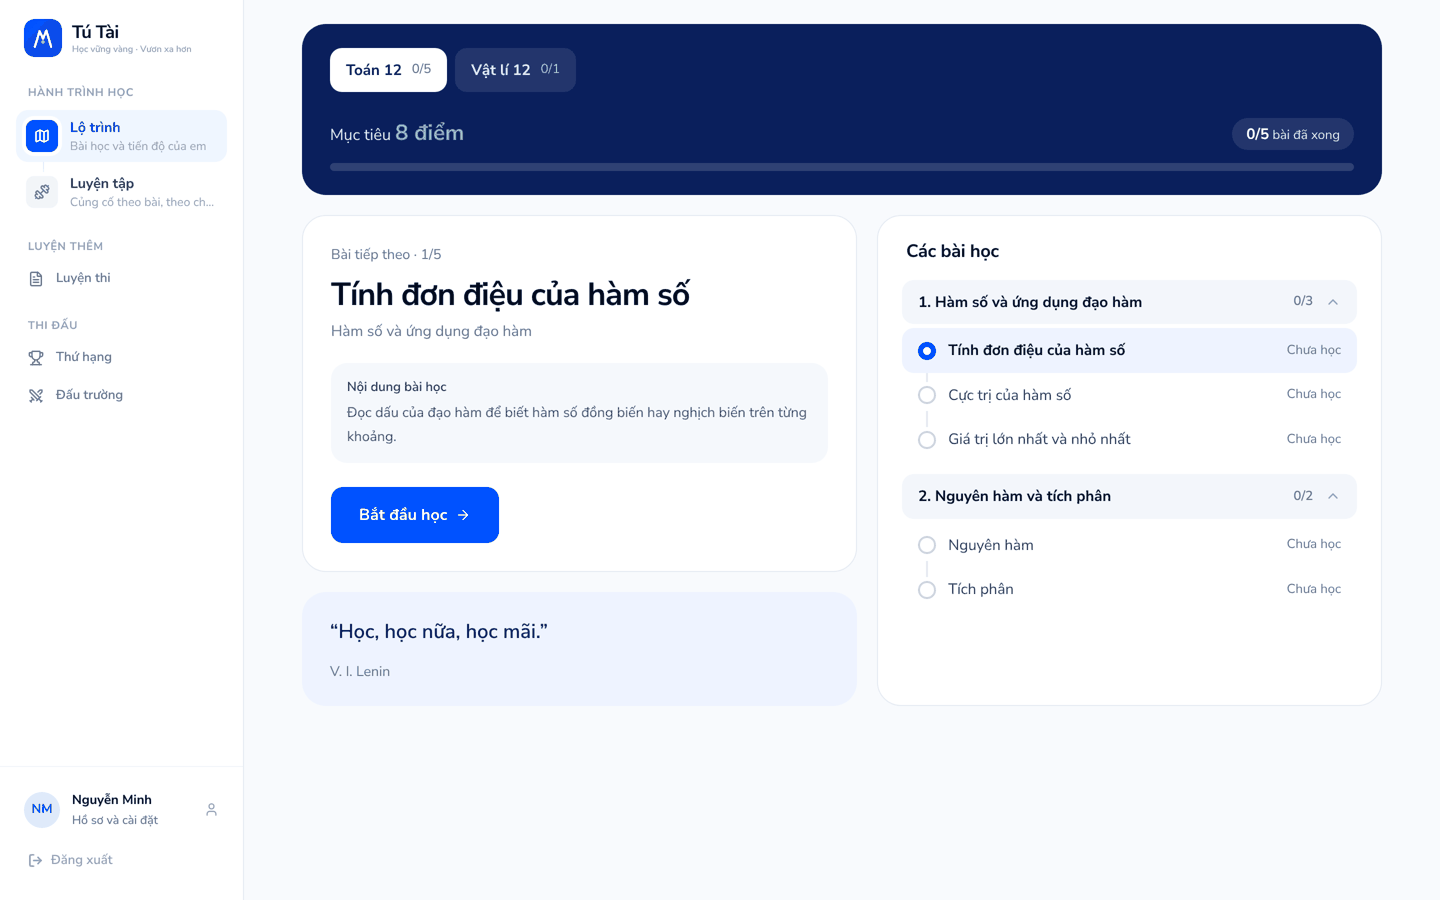 Tú Tài
Học vững vàng · Vươn xa hơn
HÀNH TRÌNH HỌC
Lộ trình
Bài học và tiến độ của em
Luyện tập
Củng cố theo bài, theo ch...
LUYỆN THÊM
Luyện thi
THI ĐẤU
Thứ hạng
Đấu trường
Nguyễn Minh
NM
Hồ sơ và cài đặt
Đăng xuất
Toán 12 0/5
Vật lí 12 0/1
Mục tiêu 8 điểm
0/5 bài đã xong
Bài tiếp theo · 1/5
Tính đơn điệu của hàm số
Hàm số và ứng dụng đạo hàm
Nội dung bài học
Đọc dấu của đạo hàm để biết hàm số đồng biến hay nghịch biến trên từng
khoảng.
Bắt đầu học →
“Học, học nữa, học mãi.”
V. I. Lenin
Các bài học
1. Hàm số và ứng dụng đạo hàm 0/3
Tính đơn điệu của hàm số Chưa học
Cực trị của hàm số Chưa học
Giá trị lớn nhất và nhỏ nhất Chưa học
2. Nguyên hàm và tích phân 0/2
Nguyên hàm Chưa học
Tích phân Chưa học